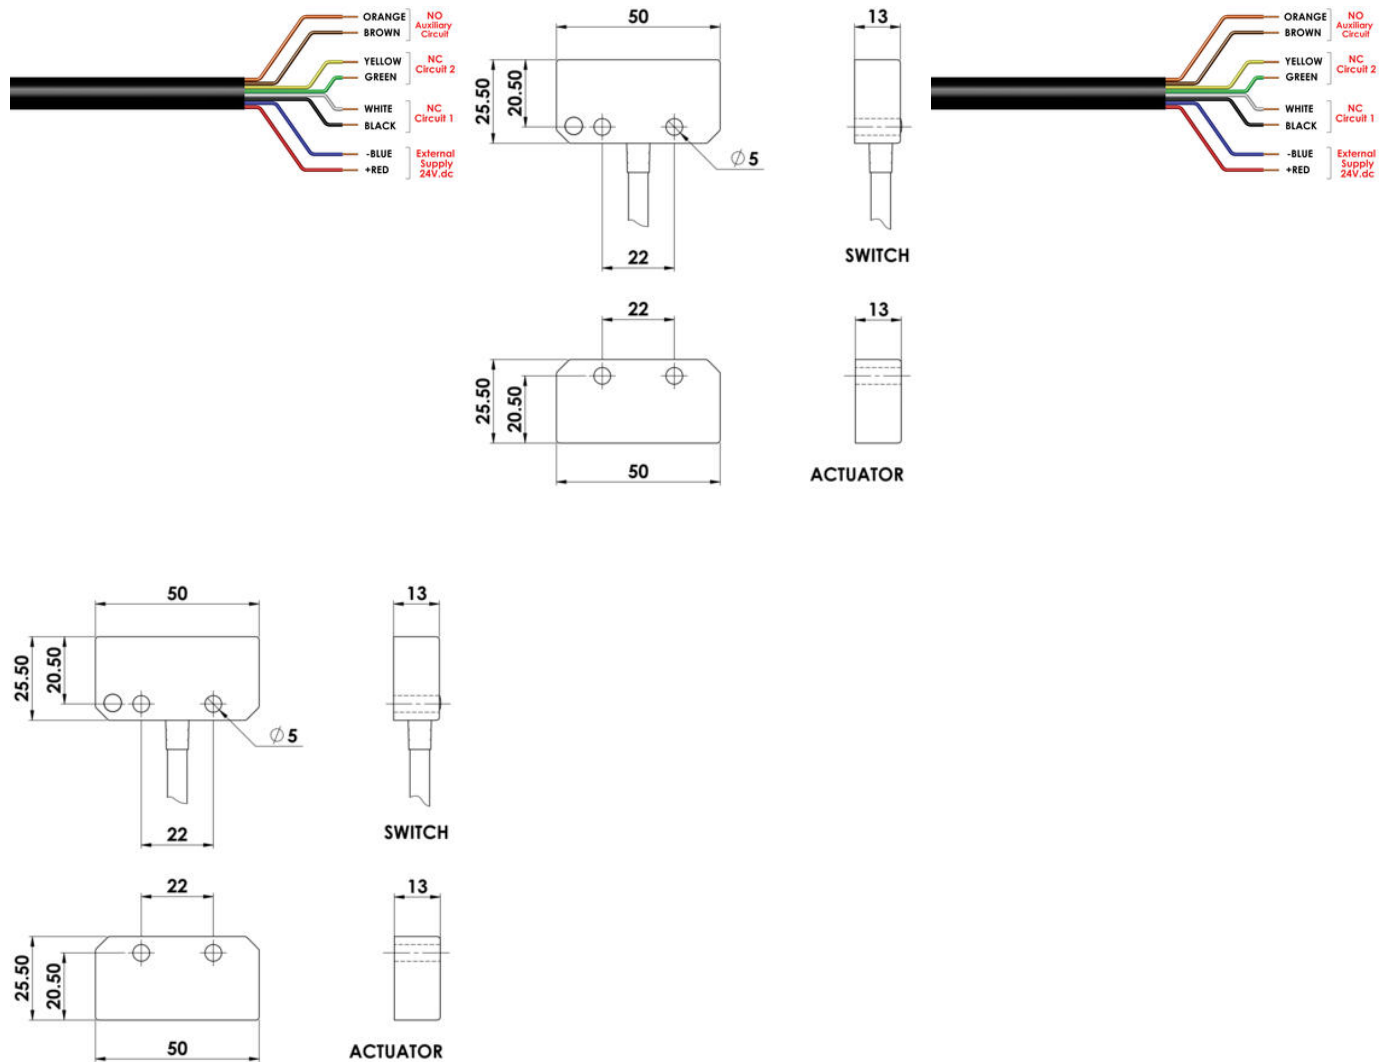 ORANGE
BROWN
NO
Auxiliary
Circuit
YELLOW
GREEN
NC
Circuit 2
WHITE
BLACK
NC
Circuit 1
-BLUE
+RED
External
Supply
24V.dc
50
13
25.50
20.50
Ø 5
22
SWITCH
22
13
25.50
20.50
50
ACTUATOR
ORANGE
BROWN
NO
Auxiliary
Circuit
YELLOW
GREEN
NC
Circuit 2
WHITE
BLACK
NC
Circuit 1
-BLUE
+RED
External
Supply
24V.dc
50
13
25.50
20.50
Ø 5
22
SWITCH
22
13
25.50
20.50
50
ACTUATOR